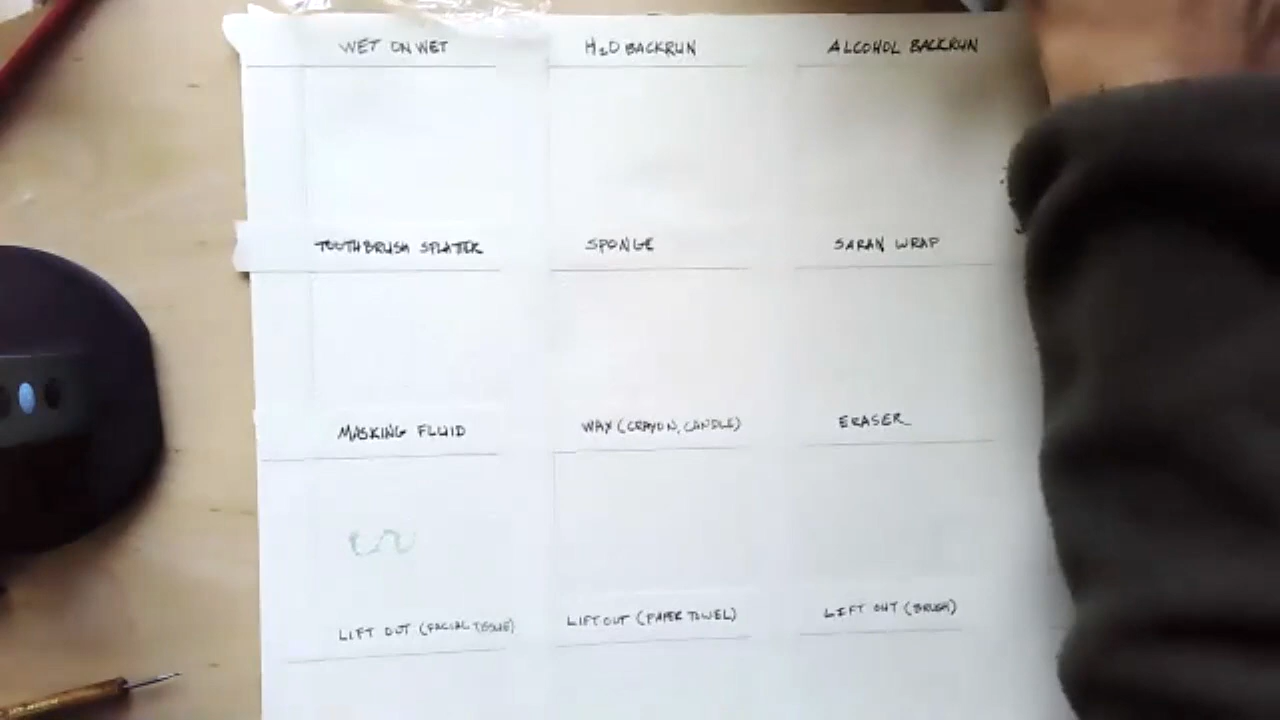 WET ON WET
H2O BACKRUN
ALCOHOL BACKRUN
TOOTHBRUSH SPLATTER
SPONGE
SARAN WRAP
MASKING FLUID
WAX (CRAYON, CANDLE)
ERASER
LIFT OUT (FACIAL TISSUE)
LIFT OUT (PAPER TOWEL)
LIFT OUT (BRUSH)